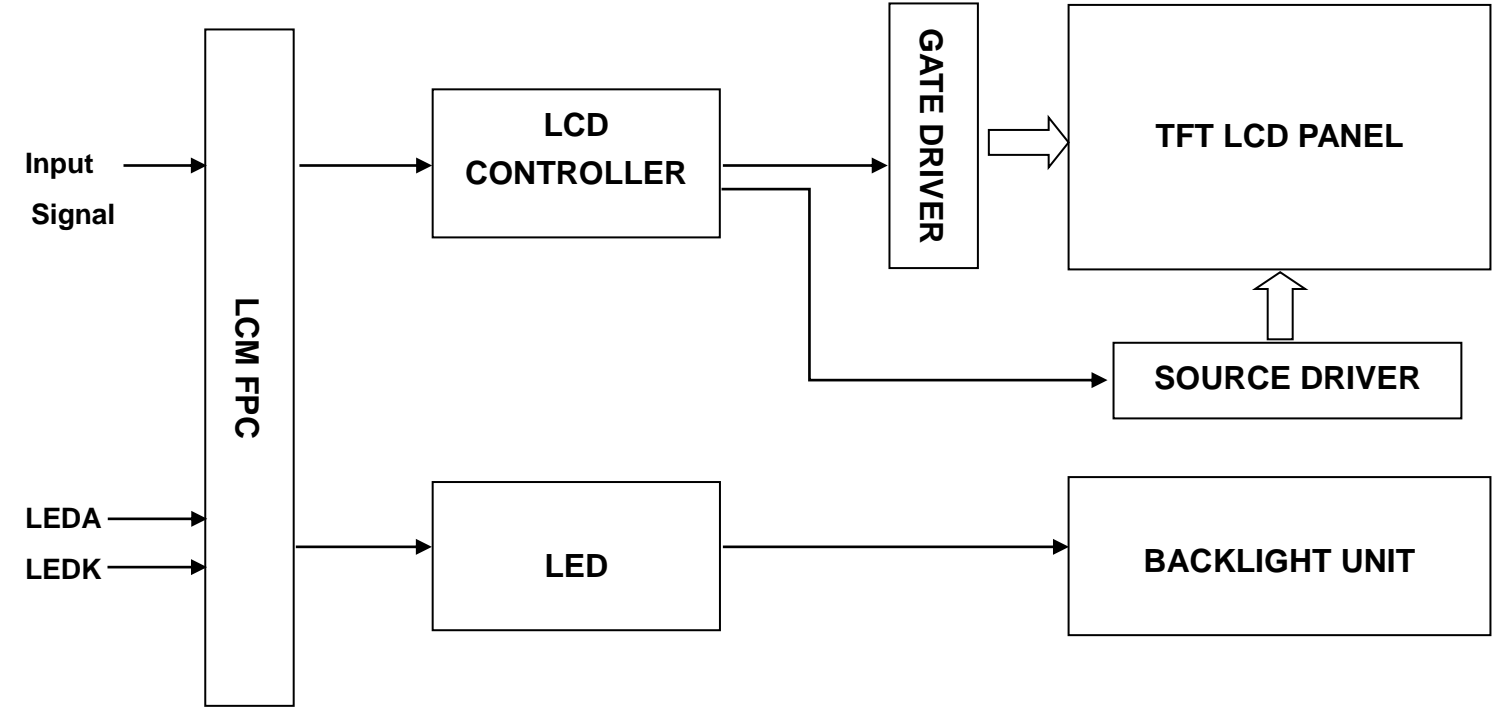 Input
Signal
LEDA
LEDK
LCM FPC
LCD
CONTROLLER
LED
GATE DRIVER
TFT LCD PANEL
SOURCE DRIVER
BACKLIGHT UNIT